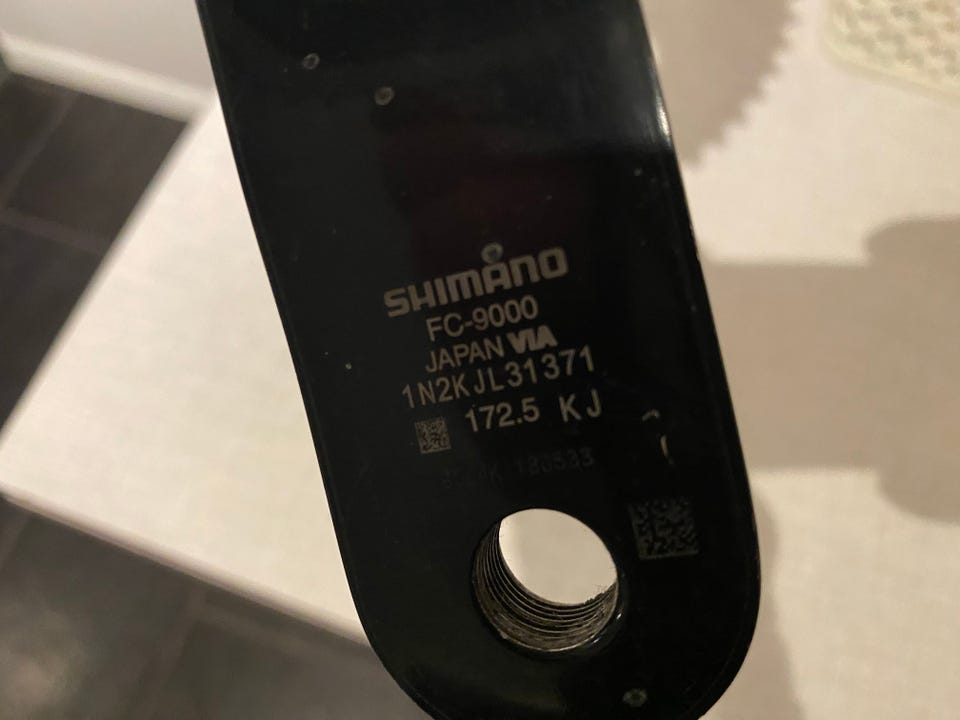 SHIMANO
FC-9000
JAPAN VIA
1N2KJL31371
172.5 KJ